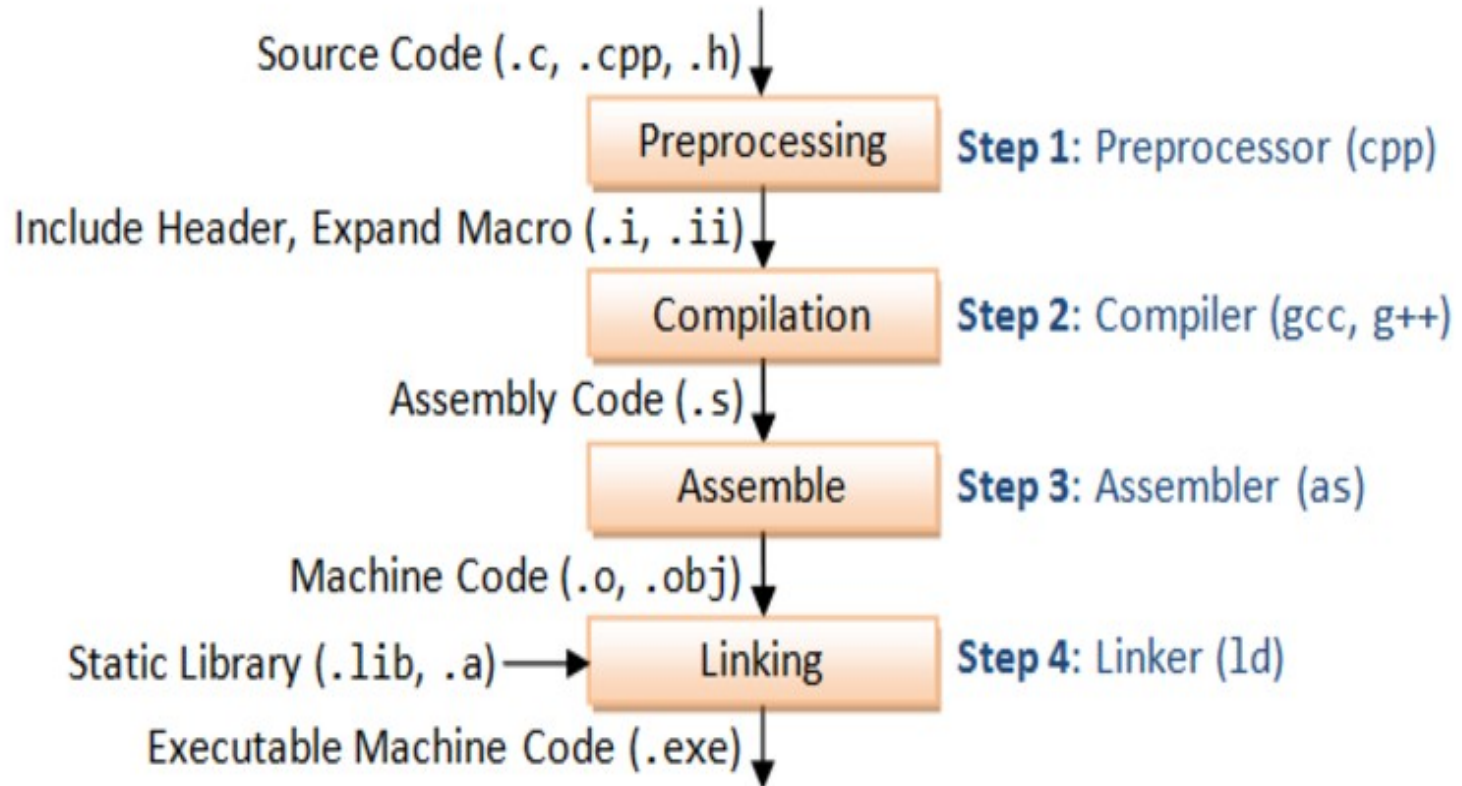 Source Code (.c, .cpp, .h)
Preprocessing
Step 1: Preprocessor (cpp)
Include Header, Expand Macro (.i, .ii)
Compilation
Step 2: Compiler (gcc, g++)
Assembly Code (.s)
Assemble
Step 3: Assembler (as)
Machine Code (.o, .obj)
Static Library (.lib, .a)
Linking
Step 4: Linker (ld)
Executable Machine Code (.exe)